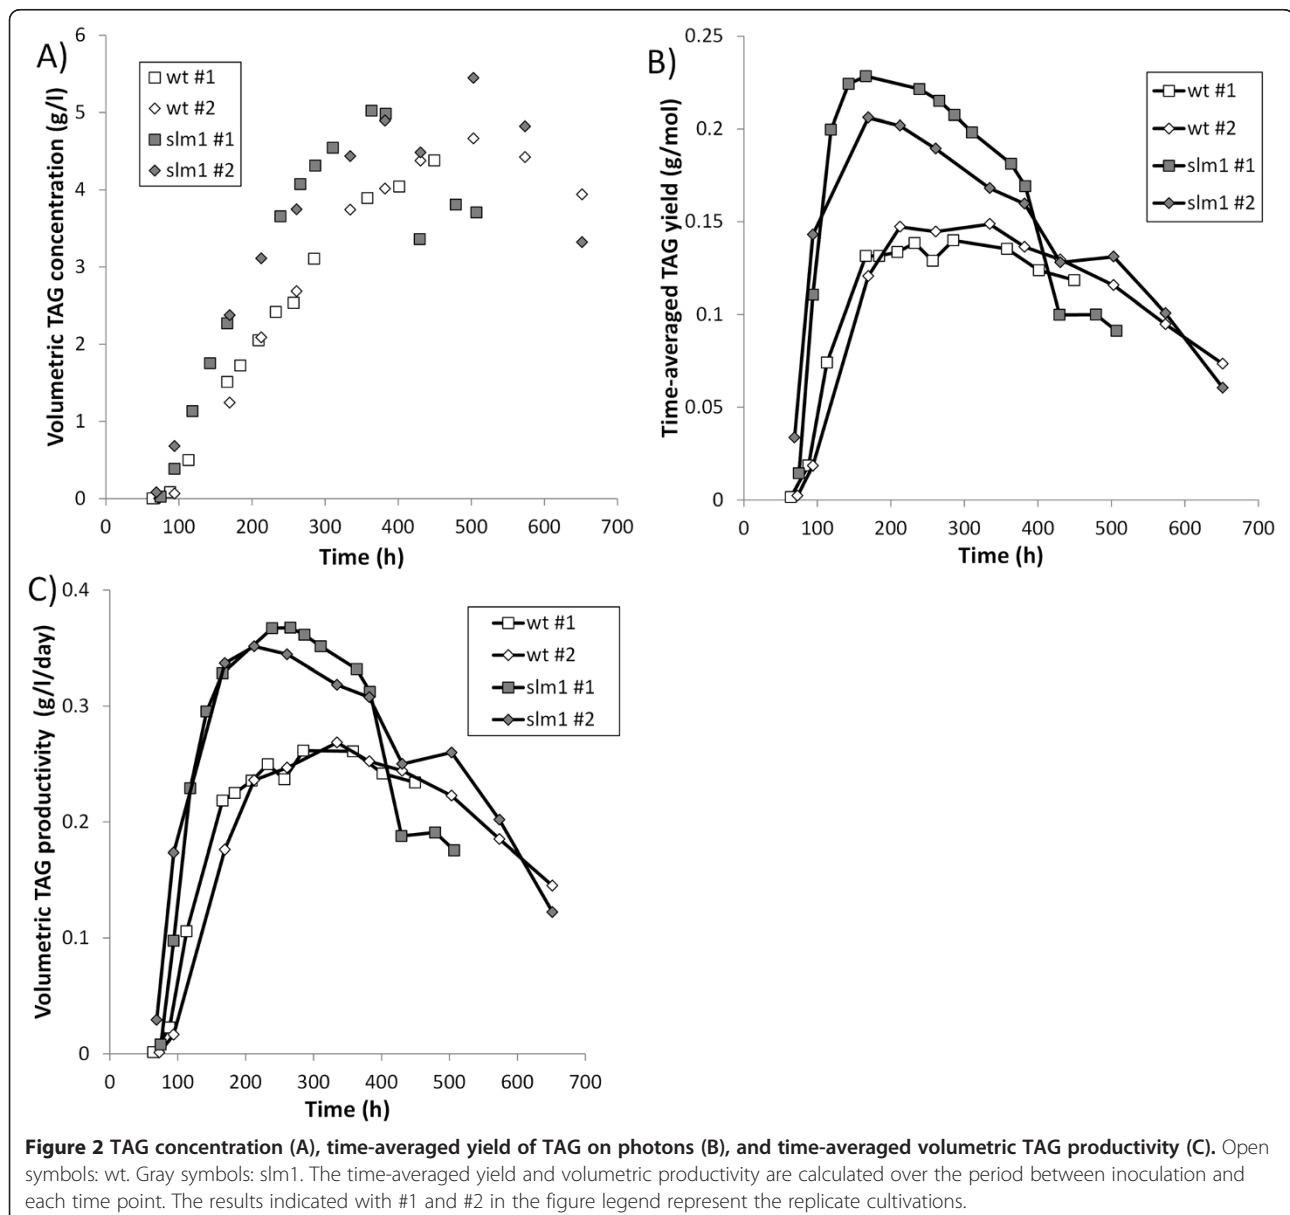 A)
Volumetric TAG concentration (g/l)
6
5
4
3
2
1
0
0 100 200 300 400 500 600 700
Time (h)
wt #1
wt #2
slm1 #1
slm1 #2
B)
Time-averaged TAG yield (g/mol)
0.25
0.2
0.15
0.1
0.05
0
0 100 200 300 400 500 600 700
Time (h)
wt #1
wt #2
slm1 #1
slm1 #2
C)
Volumetric TAG productivity (g/l/day)
0.4
0.3
0.2
0.1
0
0 100 200 300 400 500 600 700
Time (h)
wt #1
wt #2
slm1 #1
slm1 #2
Figure 2 TAG concentration (A), time-averaged yield of TAG on photons (B), and time-averaged volumetric TAG productivity (C). Open
symbols: wt. Gray symbols: slm1. The time-averaged yield and volumetric productivity are calculated over the period between inoculation and
each time point. The results indicated with #1 and #2 in the figure legend represent the replicate cultivations.